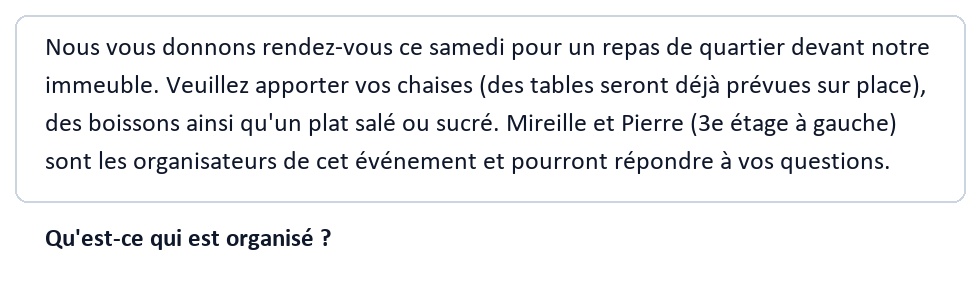 Nous vous donnons rendez-vous ce samedi pour un repas de quartier devant notre
immeuble. Veuillez apporter vos chaises (des tables seront déjà prévues sur place),
des boissons ainsi qu'un plat salé ou sucré. Mireille et Pierre (3e étage à gauche)
sont les organisateurs de cet événement et pourront répondre à vos questions.
Qu'est-ce qui est organisé ?